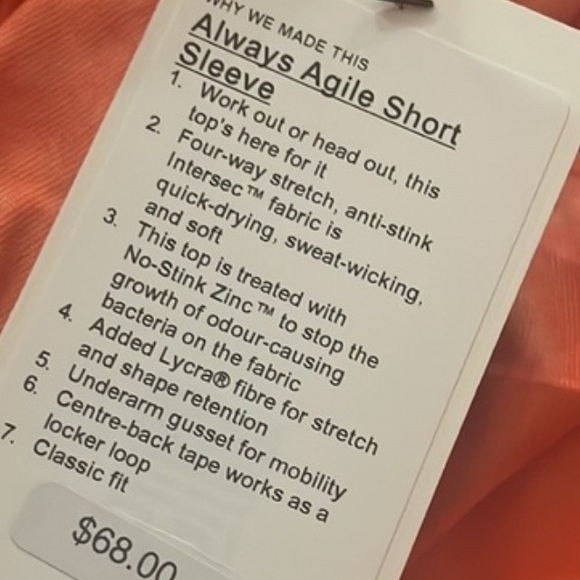 WHY WE MADE THIS
Always Agile Short
Sleeve
1. Work out or head out, this
top's here for it
2. Four-way stretch, anti-stink
Intersec™ fabric is
quick-drying, sweat-wicking,
and soft
3. This top is treated with
No-Stink Zinc™ to stop the
growth of odour-causing
bacteria on the fabric
4. Added Lycra® fibre for stretch
and shape retention
5. Underarm gusset for mobility
6. Centre-back tape works as a
locker loop
7. Classic fit
$68.00